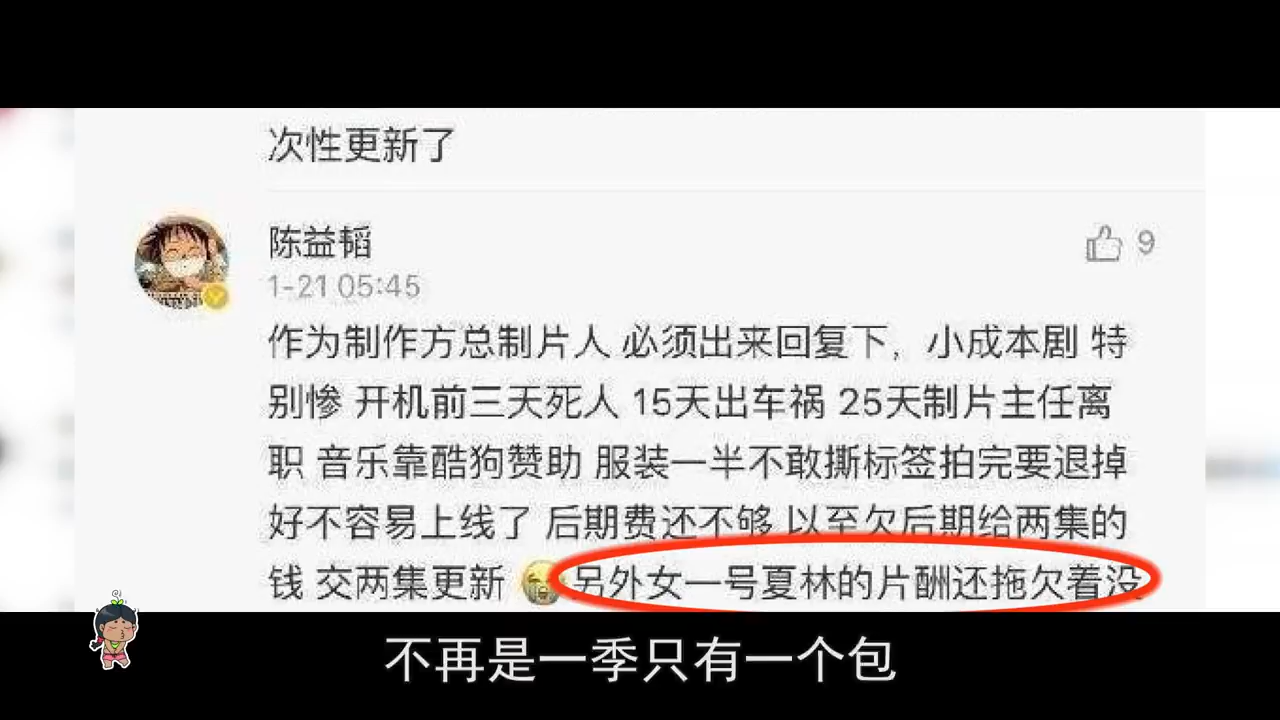 次性更新了
陈益韬
9
1-21 05:45
作为制作方总制片人 必须出来回复下，小成本剧 特
别惨 开机前三天死人 15天出车祸 25天制片主任离
职 音乐靠酷狗赞助 服装一半不敢撕标签拍完要退掉
好不容易上线了 后期费还不够 以至欠后期给两集的
钱 交两集更新 另外女一号夏林的片酬还拖欠着没
不再是一季只有一个包